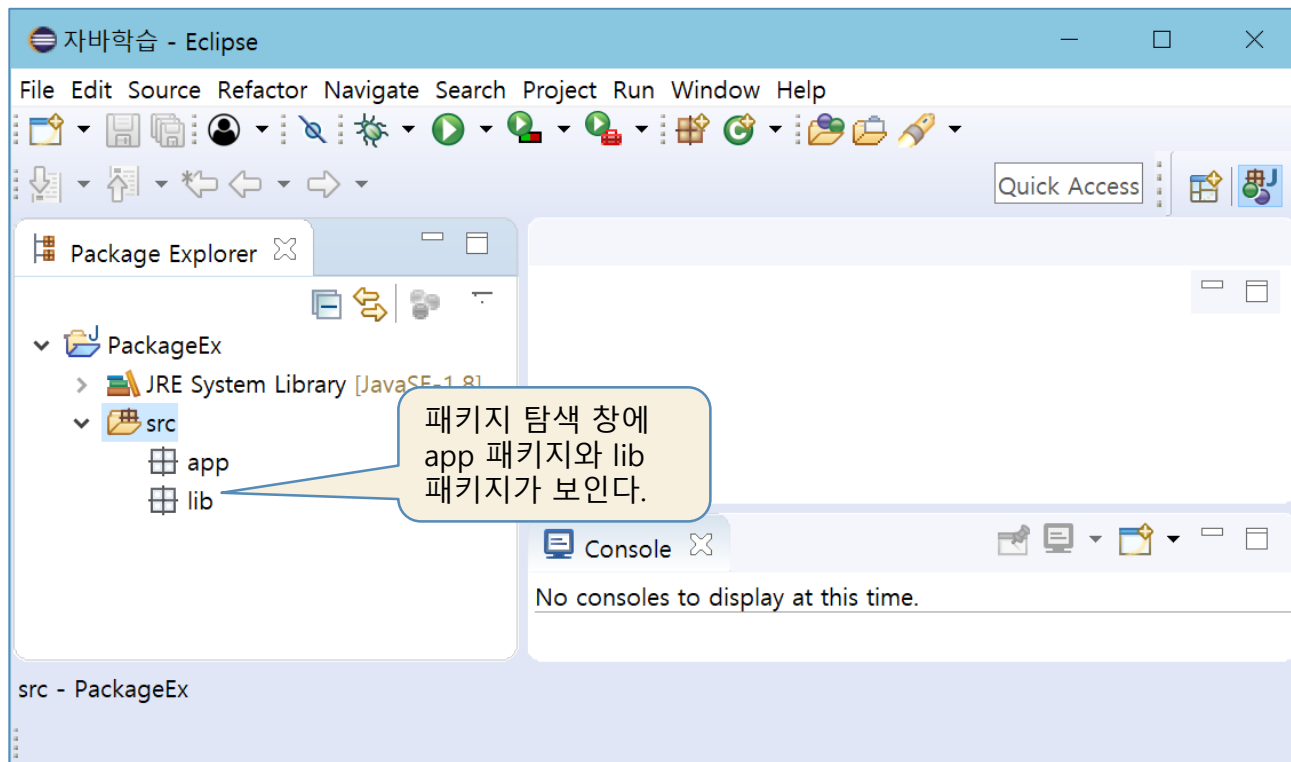 자바학습 - Eclipse
File Edit Source Refactor Navigate Search Project Run Window Help
Quick Access
Package Explorer
PackageEx
JRE System Library [JavaSE-1.8]
src
app
lib
패키지 탐색 창에
app 패키지와 lib
패키지가 보인다.
Console
No consoles to display at this time.
src - PackageEx